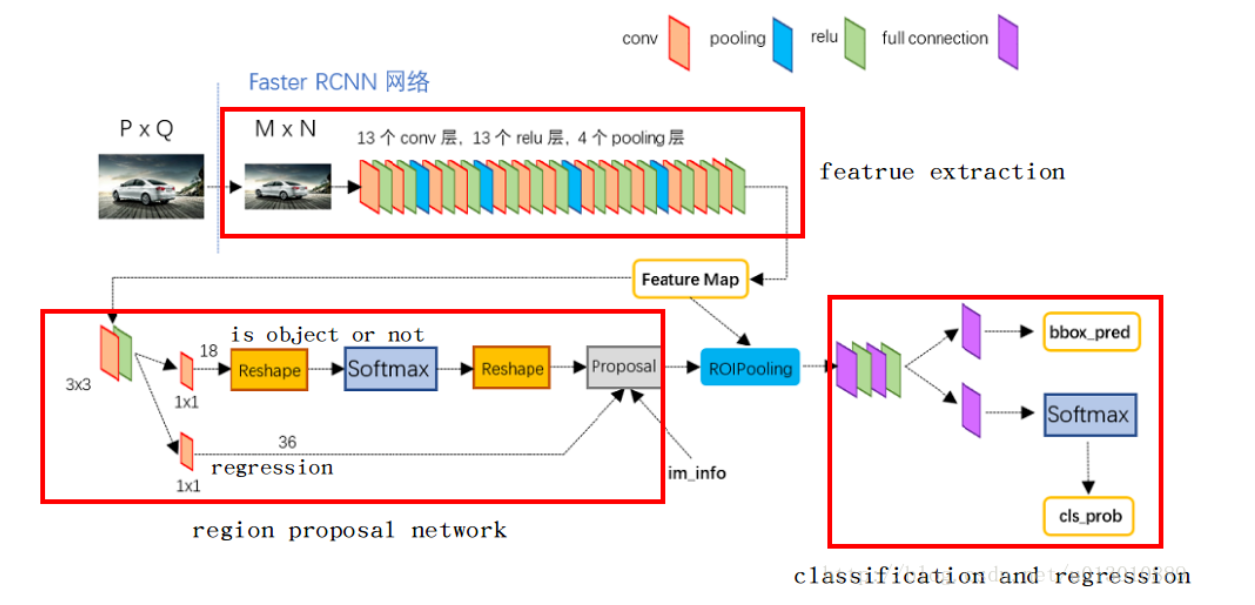 conv pooling relu full connection
Faster RCNN 网络
P x Q
M x N
13 个 conv 层, 13 个 relu 层, 4 个 pooling 层
featrue extraction
Feature Map
is object or not
18
Reshape
Softmax
Reshape
Proposal
ROIPooling
bbox_pred
3x3
1x1
Softmax
36
regression
1x1
im_info
cls_prob
region proposal network
classification and regression